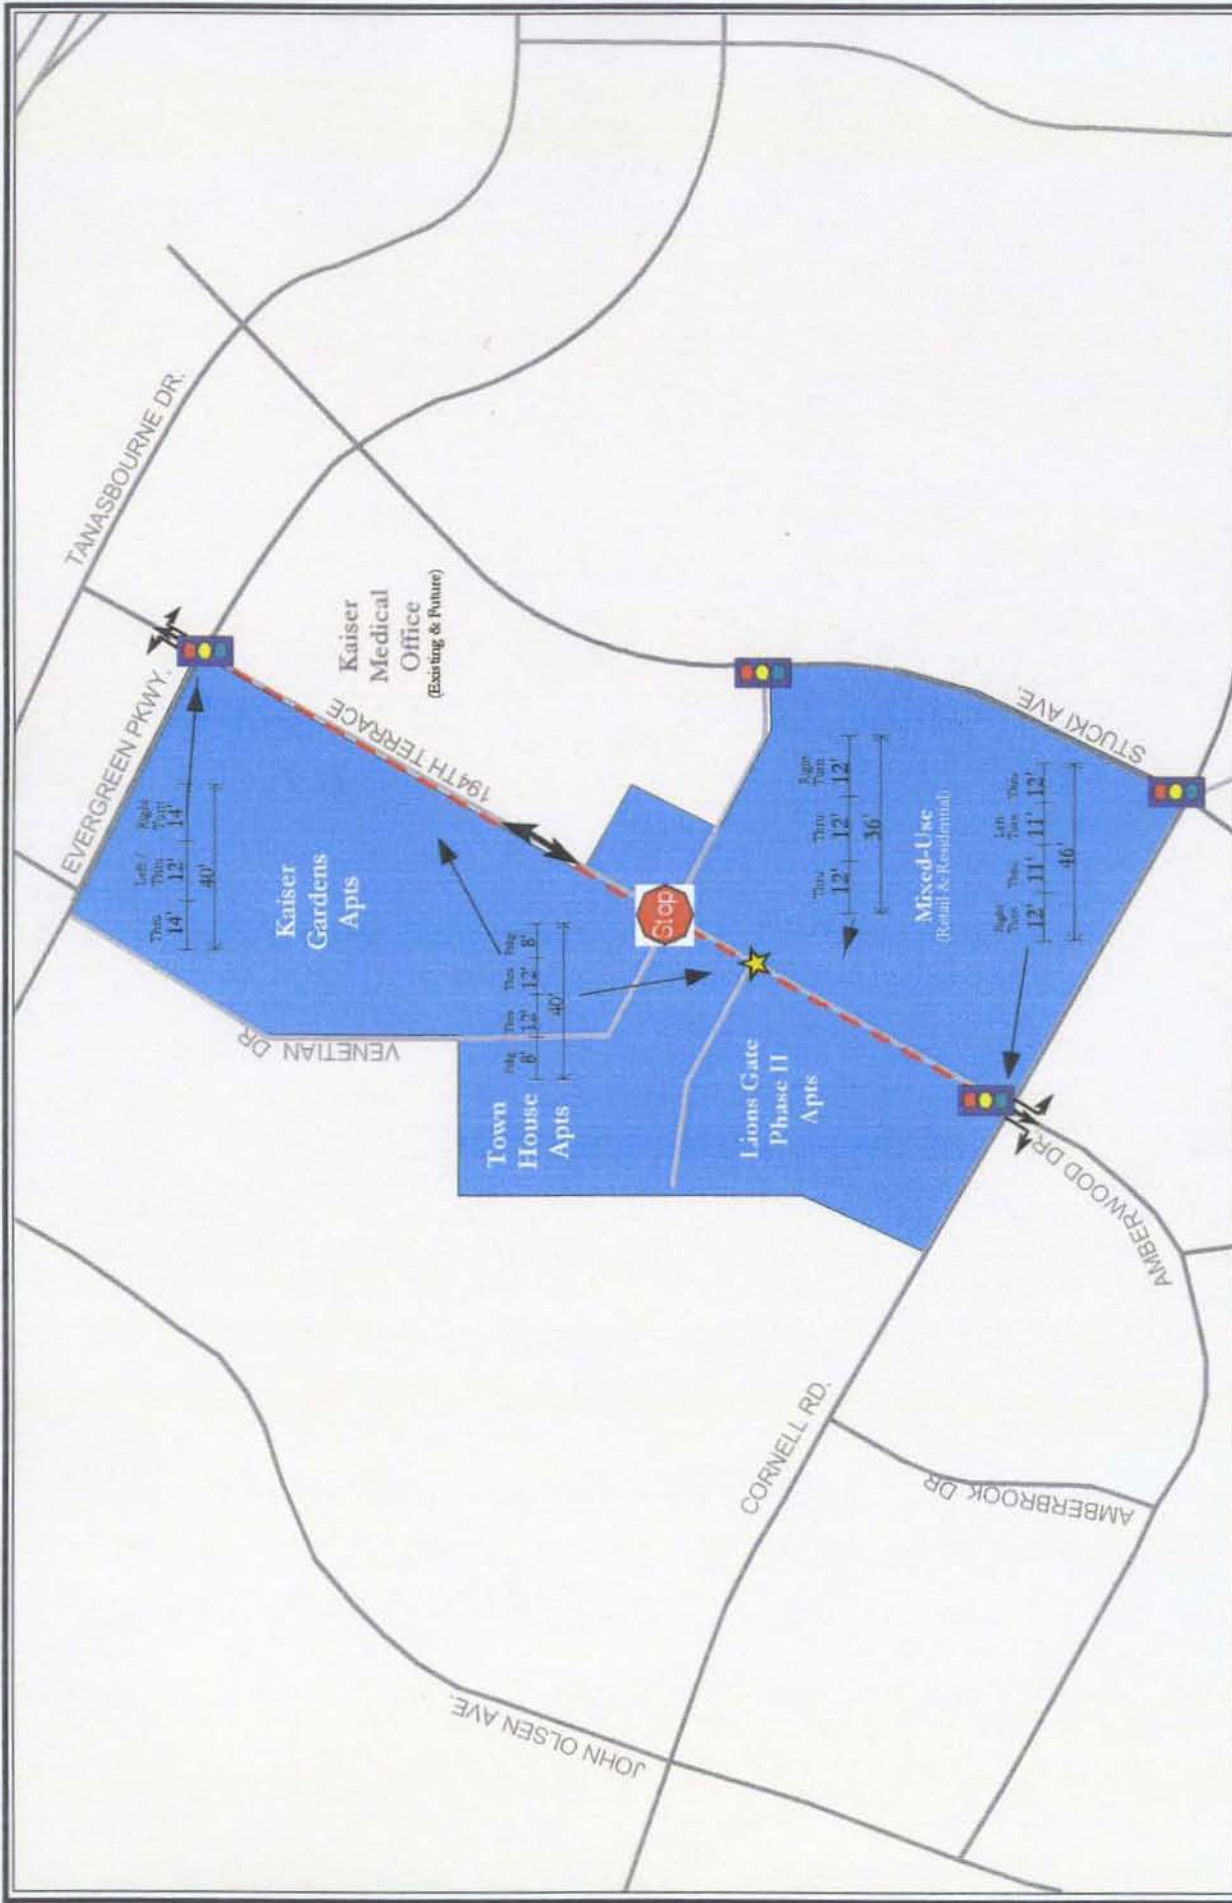 TANASBOURNE DR.
EVERGREEN PKWY.
Kaiser
Medical
Office
(Existing & Future)
194TH TERRACE
Thru
Left /
Thru
Right
Turn
14'
12'
14'
40'
Kaiser
Gardens
Apts
VENETIAN DR
Pkg
Thru
Thru
Pkg
8'
12'
12'
8'
40'
Town
House
Apts
Stop
Lions Gate
Phase II
Apts
Thru
Thru
Right
Turn
12'
12'
12'
36'
Mixed-Use
(Retail & Residential)
Right
Turn
Thru
Left
Turn
Thru
12'
11'
11'
12'
46'
STUCKI AVE.
AMBERWOOD DR.
CORNELL RD.
AMBERBROOK DR
JOHN OLSEN AVE.